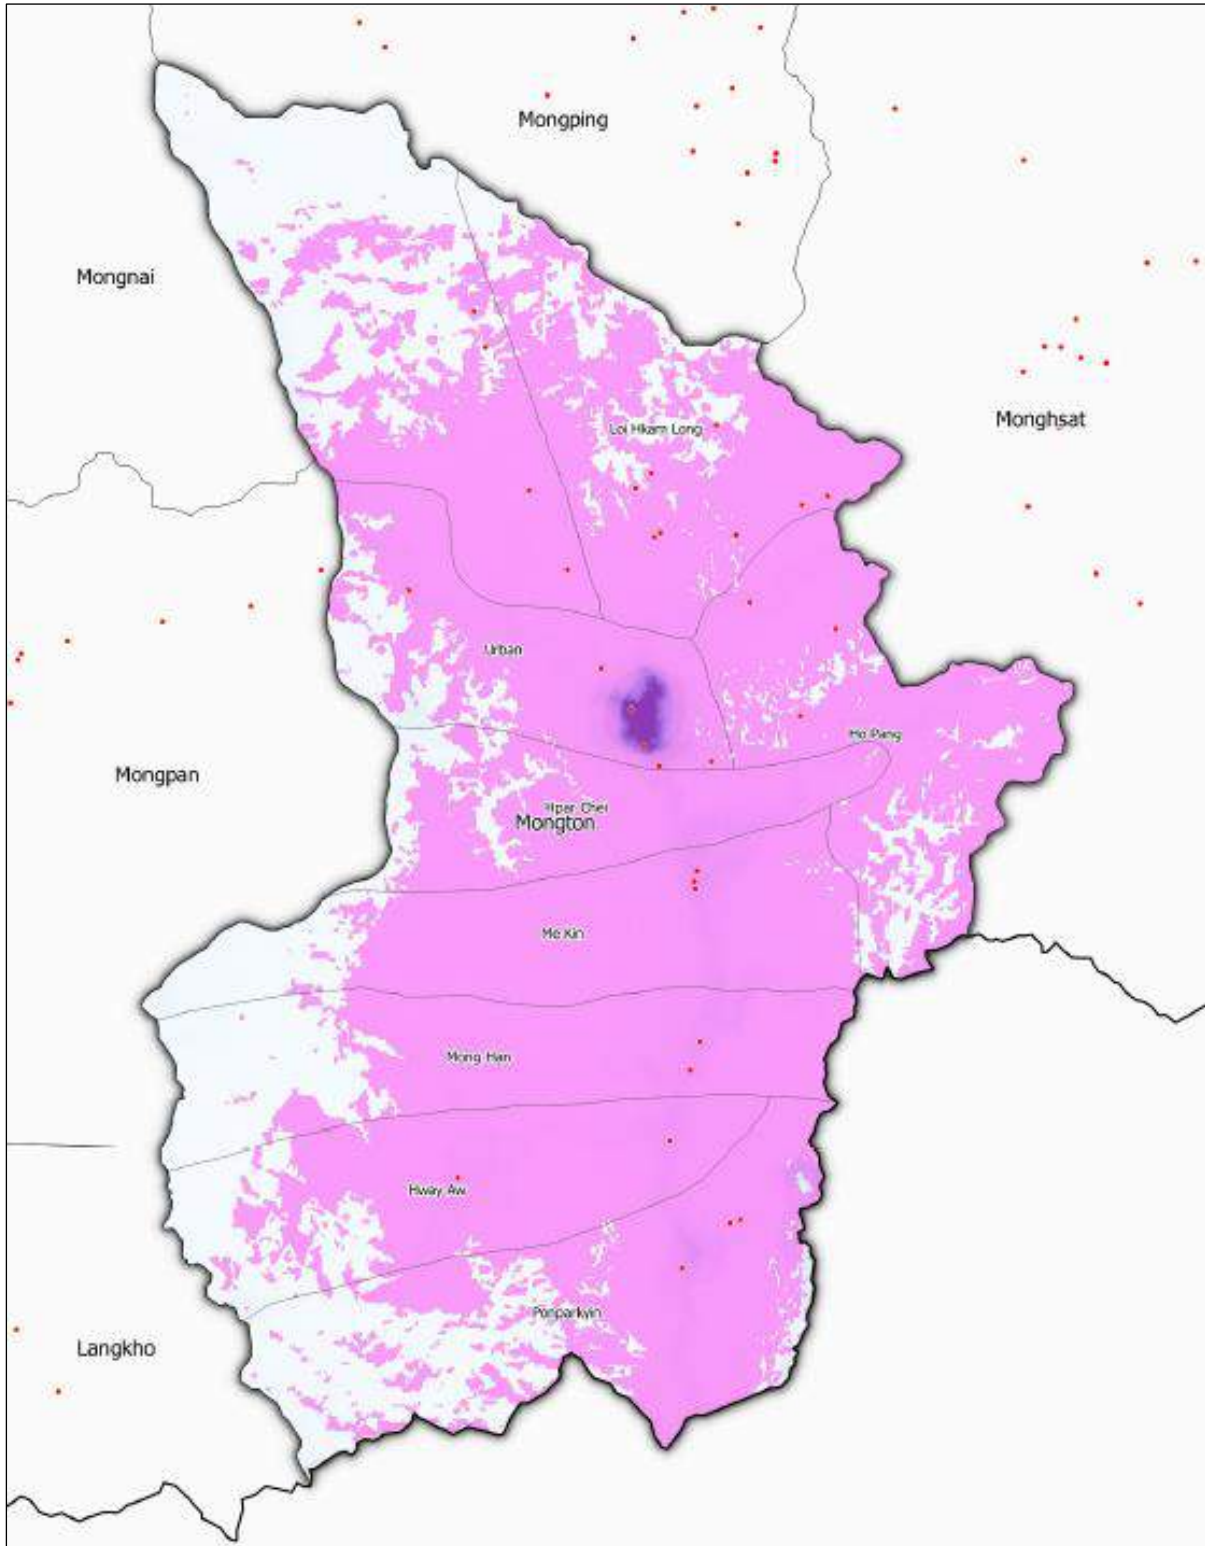 Mongping
Mongnai
Monghsat
Loi Hkam Long
Urban
Ho Pang
Mongpan
Hpar Chei
Mongton
Me Kin
Mong Han
Hway Aw
Ponparkyin
Langkho